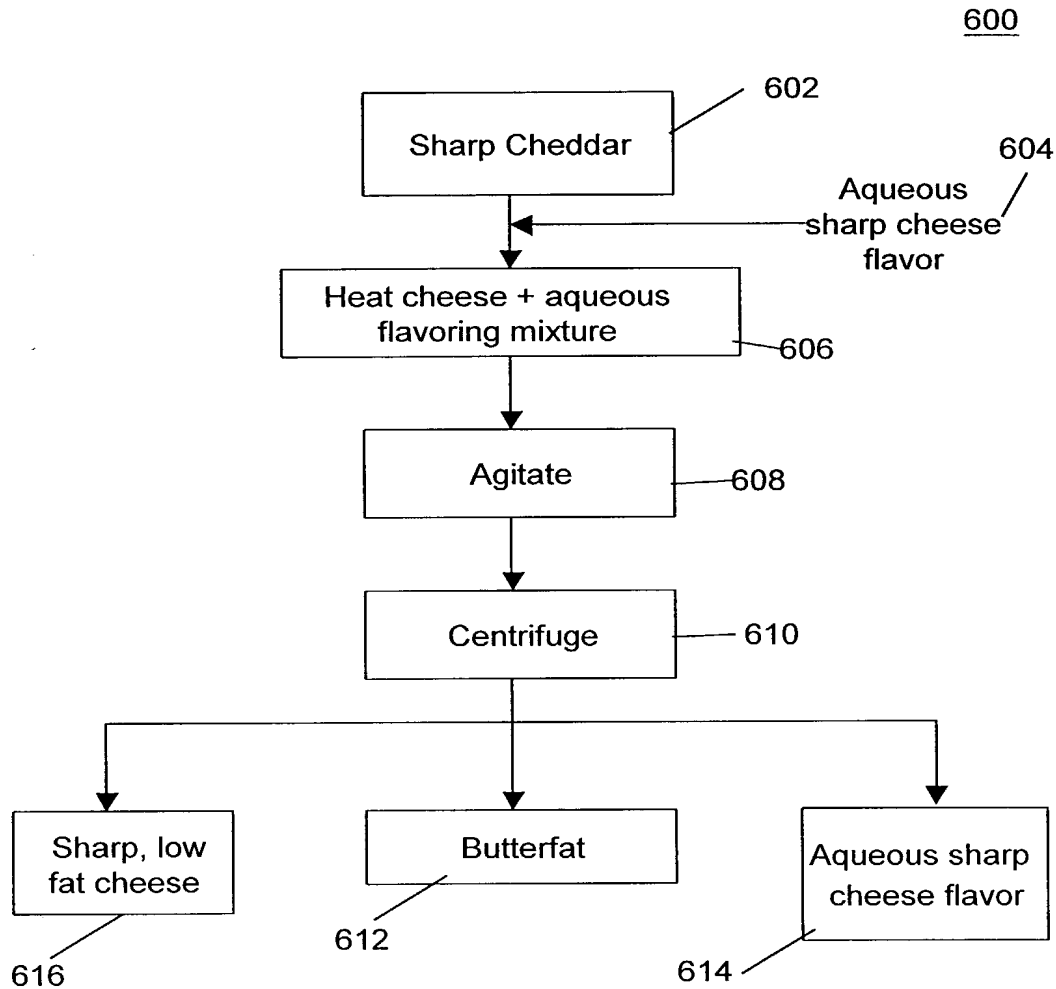 600
602
Sharp Cheddar
604
Aqueous
sharp cheese
flavor
Heat cheese + aqueous
flavoring mixture
606
Agitate
608
Centrifuge
610
Sharp, low
fat cheese
Butterfat
Aqueous sharp
cheese flavor
616
612
614